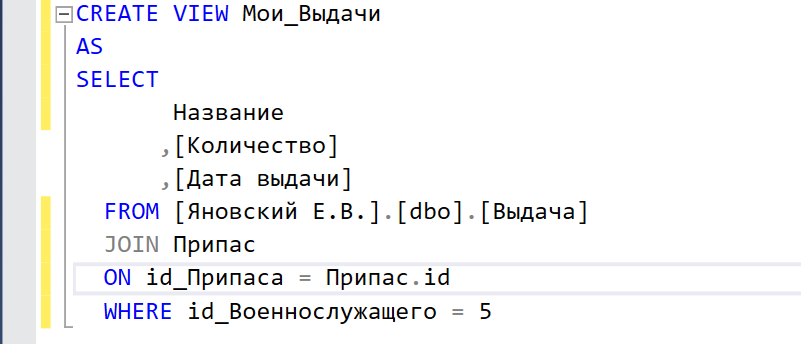 CREATE VIEW Мои_Выдачи
AS
SELECT
Название
,[Количество]
,[Дата выдачи]
FROM [Яновский Е.В.].[dbo].[Выдача]
JOIN Припас
ON id_Припаса = Припас.id
WHERE id_Военнослужащего = 5